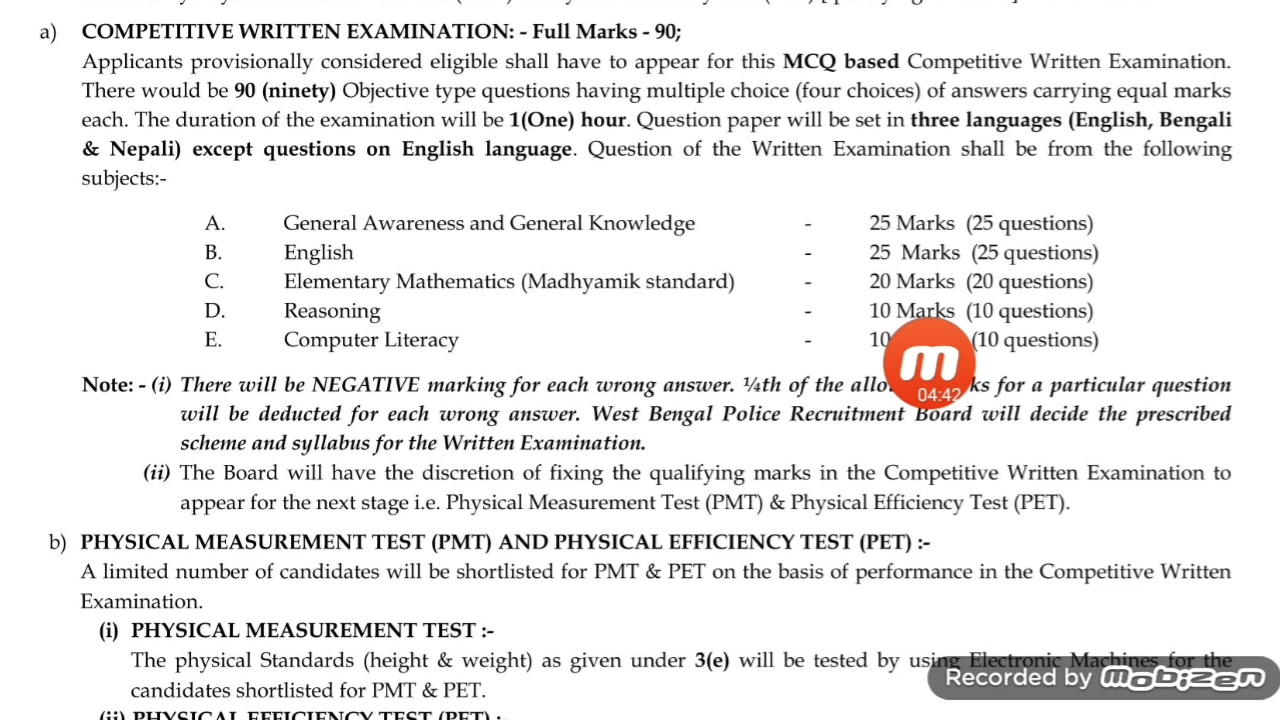 a) COMPETITIVE WRITTEN EXAMINATION: - Full Marks - 90;
Applicants provisionally considered eligible shall have to appear for this MCQ based Competitive Written Examination.
There would be 90 (ninety) Objective type questions having multiple choice (four choices) of answers carrying equal marks
each. The duration of the examination will be 1(One) hour. Question paper will be set in three languages (English, Bengali
& Nepali) except questions on English language. Question of the Written Examination shall be from the following
subjects:-
A. General Awareness and General Knowledge - 25 Marks (25 questions)
B. English - 25 Marks (25 questions)
C. Elementary Mathematics (Madhyamik standard) - 20 Marks (20 questions)
D. Reasoning - 10 Marks (10 questions)
E. Computer Literacy - 10 (10 questions)
m
04:42
Note: - (i) There will be NEGATIVE marking for each wrong answer. ¼th of the for a particular question
will be deducted for each wrong answer. West Bengal Police Recruitment Board will decide the prescribed
scheme and syllabus for the Written Examination.
(ii) The Board will have the discretion of fixing the qualifying marks in the Competitive Written Examination to
appear for the next stage i.e. Physical Measurement Test (PMT) & Physical Efficiency Test (PET).
b) PHYSICAL MEASUREMENT TEST (PMT) AND PHYSICAL EFFICIENCY TEST (PET) :-
A limited number of candidates will be shortlisted for PMT & PET on the basis of performance in the Competitive Written
Examination.
(i) PHYSICAL MEASUREMENT TEST :-
The physical Standards (height & weight) as given under 3(e) will be tested by using Electronic Machines for the
candidates shortlisted for PMT & PET.
Recorded by mobizen
(ii) PHYSICAL EFFICIENCY TEST (PET) :-